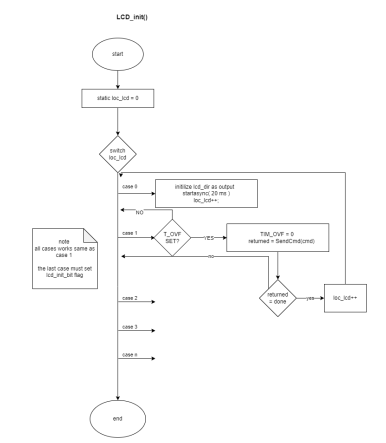 LCD_init()
start
static loc_lcd = 0
switch
loc_lcd
case 0
initilize lcd_dir as output
startasync( 20 ms )
loc_lcd++;
NO
case 1
T_OVF
SET?
YES
TIM_OVF = 0
returned = SendCmd(cmd)
no
note
all cases works same as
case 1
the last case must set
lcd_init_bit flag
returned
= done
yes
loc_lcd++
case 2
case 3
case n
end